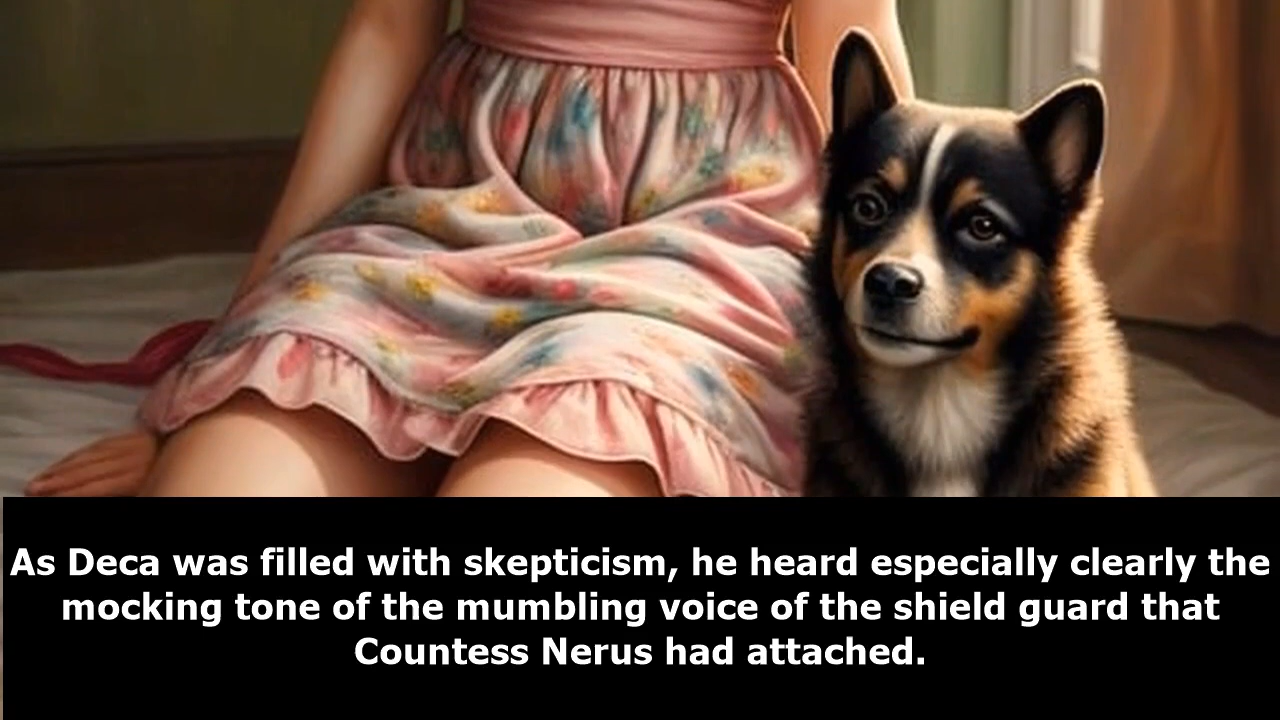 As Deca was filled with skepticism, he heard especially clearly the
mocking tone of the mumbling voice of the shield guard that
Countess Nerus had attached.